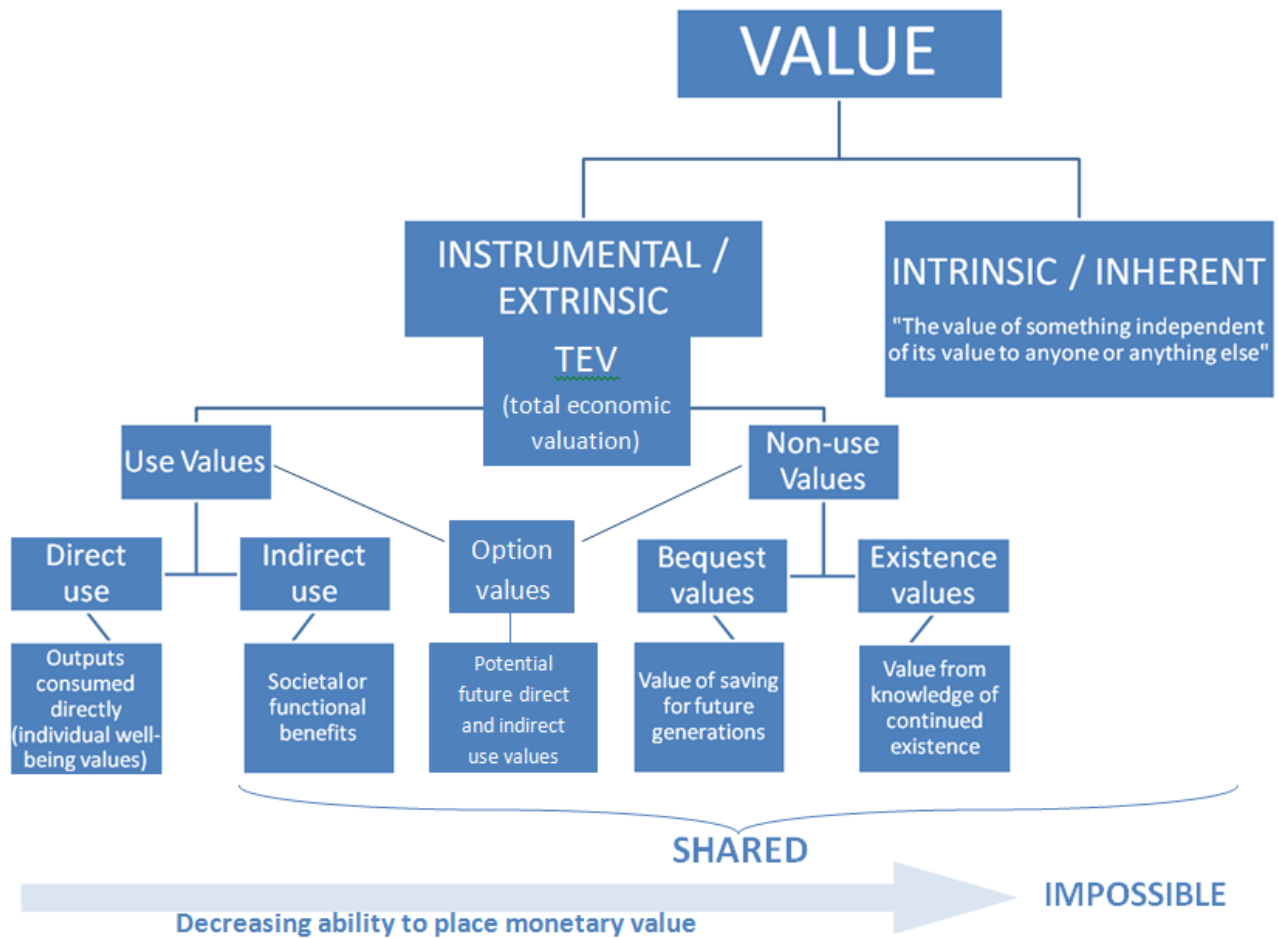 VALUE
INSTRUMENTAL /
EXTRINSIC
TEV
(total economic
valuation)
INTRINSIC / INHERENT
"The value of something independent
of its value to anyone or anything else"
Use Values
Non-use
Values
Direct
use
Indirect
use
Option
values
Bequest
values
Existence
values
Outputs
consumed
directly
(individual well-
being values)
Societal or
functional
benefits
Potential
future direct
and indirect
use values
Value of saving
for future
generations
Value from
knowledge of
continued
existence
SHARED
IMPOSSIBLE
Decreasing ability to place monetary value